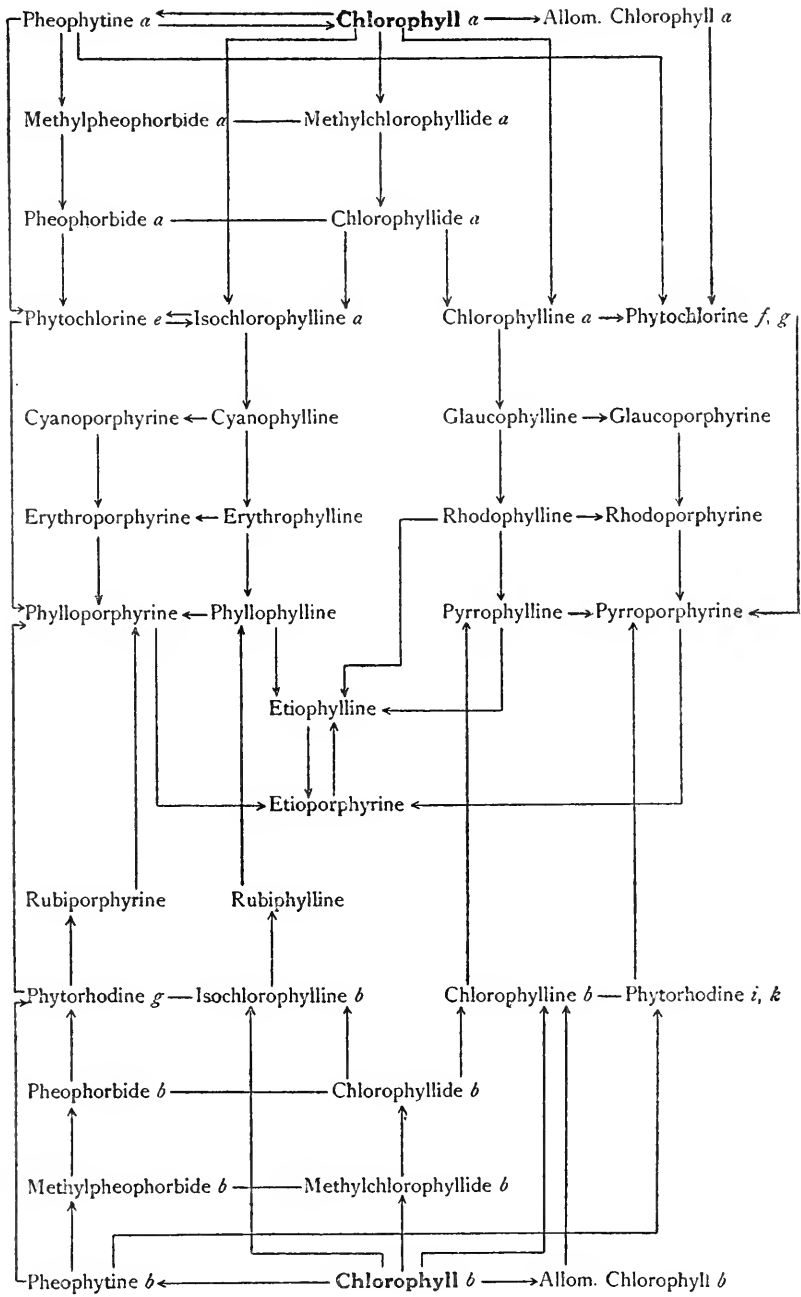 Pheophytine a Chlorophyll a Allom. Chlorophyll a
Methylpheophorbide a Methylchlorophyllide a
Pheophorbide a Chlorophyllide a
Phytochlorine e Isochlorophylline a Chlorophylline a Phytochlorine f, g
Cyanoporphyrine Cyanophylline Glaucophylline Glaucoporphyrine
Erythroporphyrine Erythrophylline Rhodophylline Rhodoporphyrine
Phylloporphyrine Phyllophylline Pyrrophylline Pyrroporphyrine
Etiophylline
Etioporphyrine
Rubiporphyrine Rubiphylline
Phytorhodine g Isochlorophylline b Chlorophylline b Phytorhodine i, k
Pheophorbide b Chlorophyllide b
Methylpheophorbide b Methylchlorophyllide b
Pheophytine b Chlorophyll b Allom. Chlorophyll b